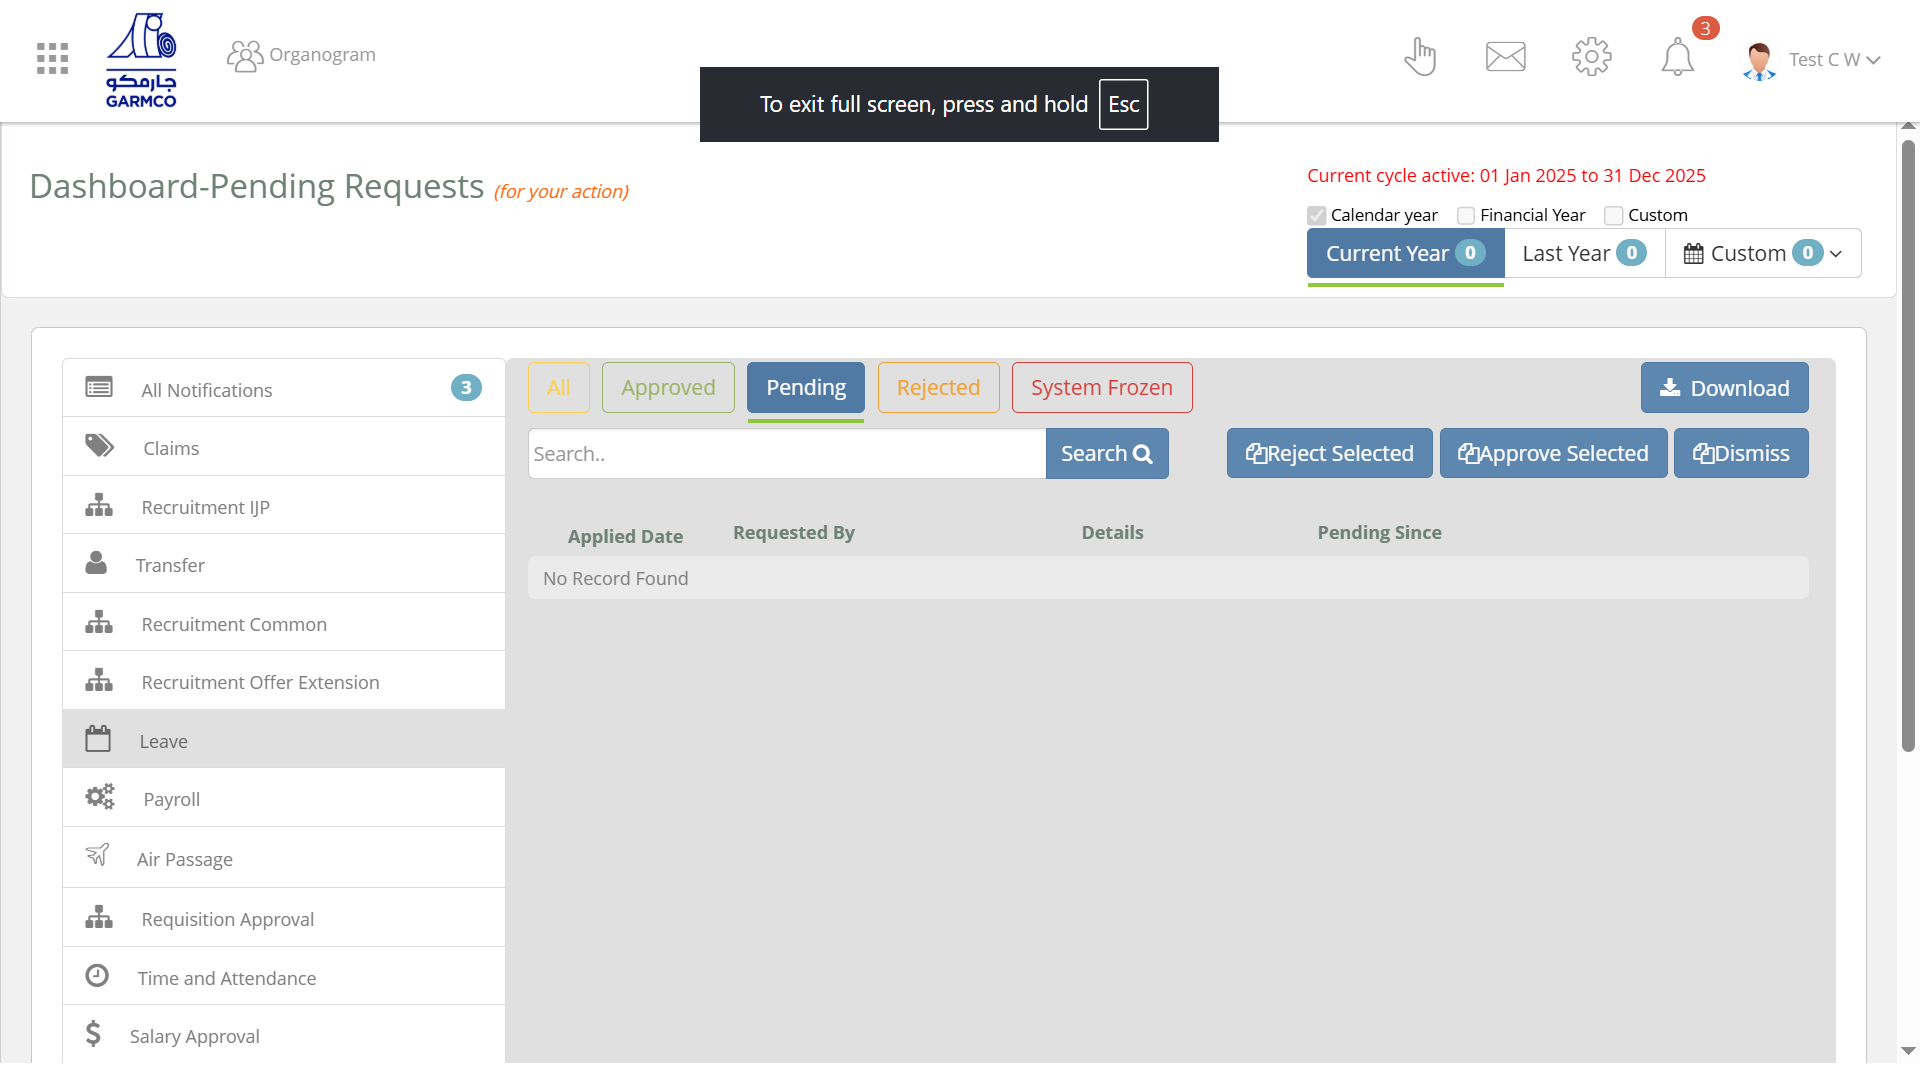 جارمكو
GARMCO
Organogram
3
Test C W
To exit full screen, press and hold Esc
Dashboard-Pending Requests (for your action)
Current cycle active: 01 Jan 2025 to 31 Dec 2025
Calendar year Financial Year Custom
Current Year 0 Last Year 0 Custom 0
All Notifications 3
Claims
Recruitment IJP
Transfer
Recruitment Common
Recruitment Offer Extension
Leave
Payroll
Air Passage
Requisition Approval
Time and Attendance
Salary Approval
All Approved Pending Rejected System Frozen Download
Search.. Search Reject Selected Approve Selected Dismiss
Applied Date Requested By Details Pending Since
No Record Found